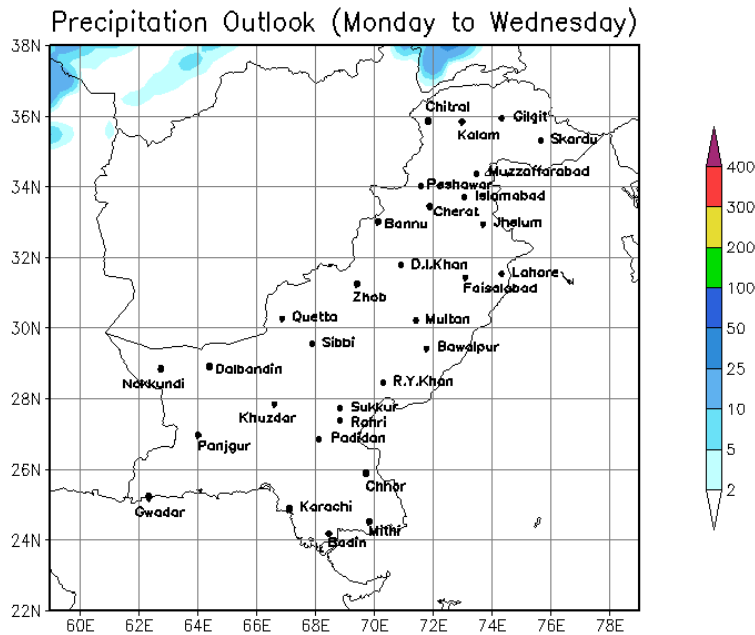 Precipitation Outlook (Monday to Wednesday)
38N
36N
34N
32N
30N
28N
26N
24N
22N
60E
62E
64E
66E
68E
70E
72E
74E
76E
78E
Chitral
Kalam
Gilgit
Skardu
Muzzaffarabad
Peshawar
Islamabad
Cherat
Bannu
Jhelum
D.I.Khan
Lahore
Faisalabad
Zhob
Quetta
Multan
Sibbi
Bawalpur
Nokkundi
Dalbandin
R.Y.Khan
Khuzdar
Sukkur
Rohri
Padidan
Panjgur
Chhor
Gwadar
Karachi
Mithi
Badin
400
300
200
100
50
25
10
5
2